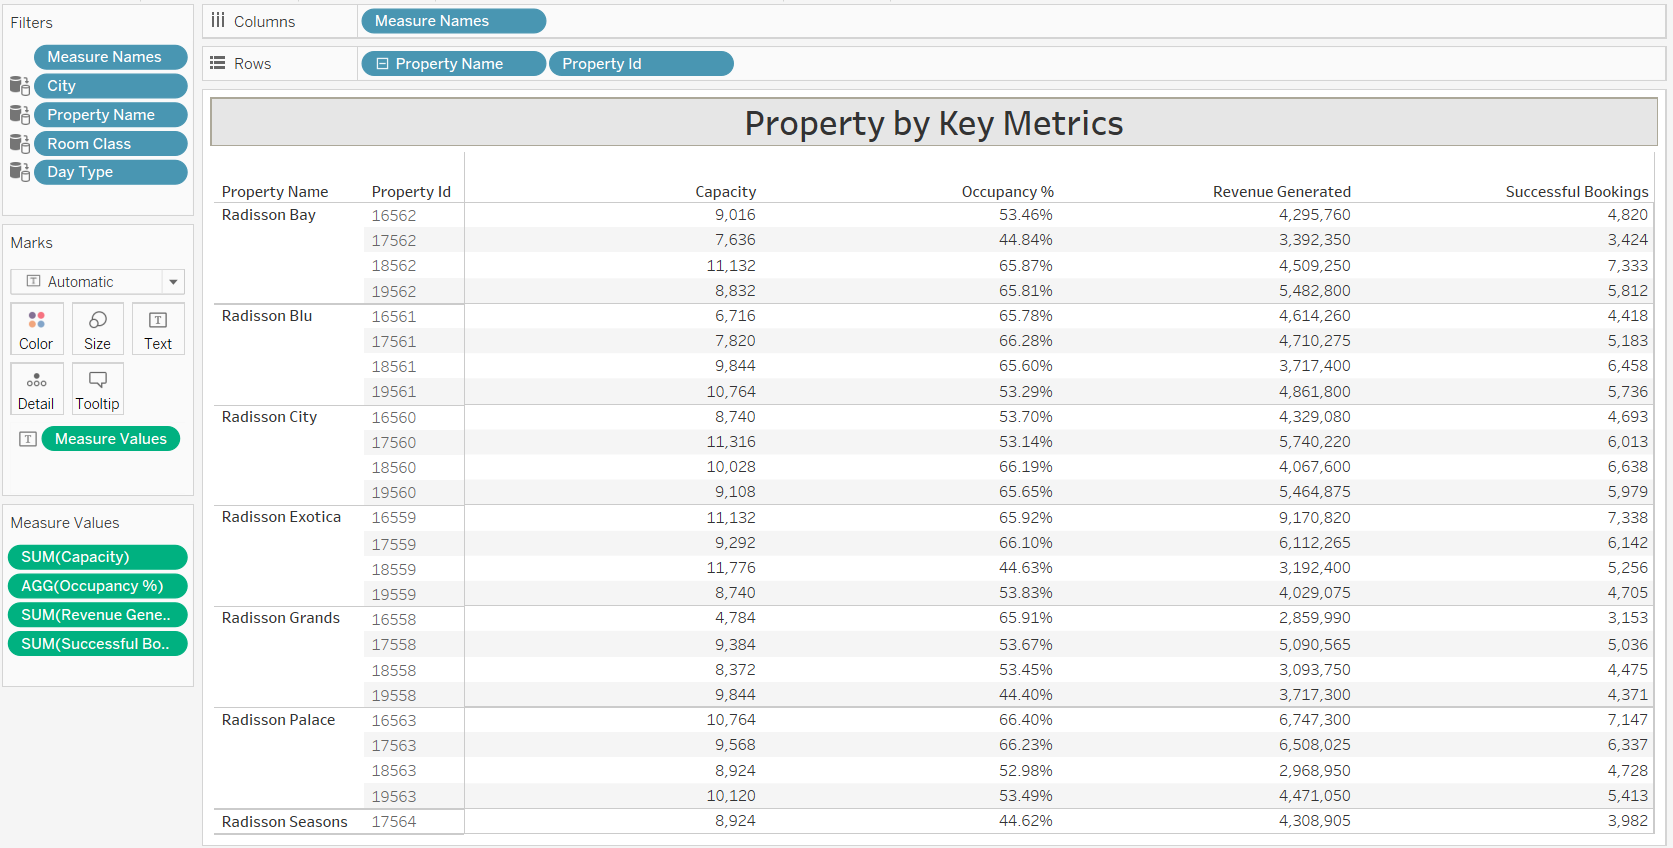 Filters
Measure Names
City
Property Name
Room Class
Day Type
Marks
Automatic
Color Size Text
Detail Tooltip
Measure Values
Measure Values
SUM(Capacity)
AGG(Occupancy %)
SUM(Revenue Gene..
SUM(Successful Bo..
Columns Measure Names
Rows Property Name Property Id
Property by Key Metrics
Property Name Property Id Capacity Occupancy % Revenue Generated Successful Bookings
Radisson Bay 16562 9,016 53.46% 4,295,760 4,820
17562 7,636 44.84% 3,392,350 3,424
18562 11,132 65.87% 4,509,250 7,333
19562 8,832 65.81% 5,482,800 5,812
Radisson Blu 16561 6,716 65.78% 4,614,260 4,418
17561 7,820 66.28% 4,710,275 5,183
18561 9,844 65.60% 3,717,400 6,458
19561 10,764 53.29% 4,861,800 5,736
Radisson City 16560 8,740 53.70% 4,329,080 4,693
17560 11,316 53.14% 5,740,220 6,013
18560 10,028 66.19% 4,067,600 6,638
19560 9,108 65.65% 5,464,875 5,979
Radisson Exotica 16559 11,132 65.92% 9,170,820 7,338
17559 9,292 66.10% 6,112,265 6,142
18559 11,776 44.63% 3,192,400 5,256
19559 8,740 53.83% 4,029,075 4,705
Radisson Grands 16558 4,784 65.91% 2,859,990 3,153
17558 9,384 53.67% 5,090,565 5,036
18558 8,372 53.45% 3,093,750 4,475
19558 9,844 44.40% 3,717,300 4,371
Radisson Palace 16563 10,764 66.40% 6,747,300 7,147
17563 9,568 66.23% 6,508,025 6,337
18563 8,924 52.98% 2,968,950 4,728
19563 10,120 53.49% 4,471,050 5,413
Radisson Seasons 17564 8,924 44.62% 4,308,905 3,982